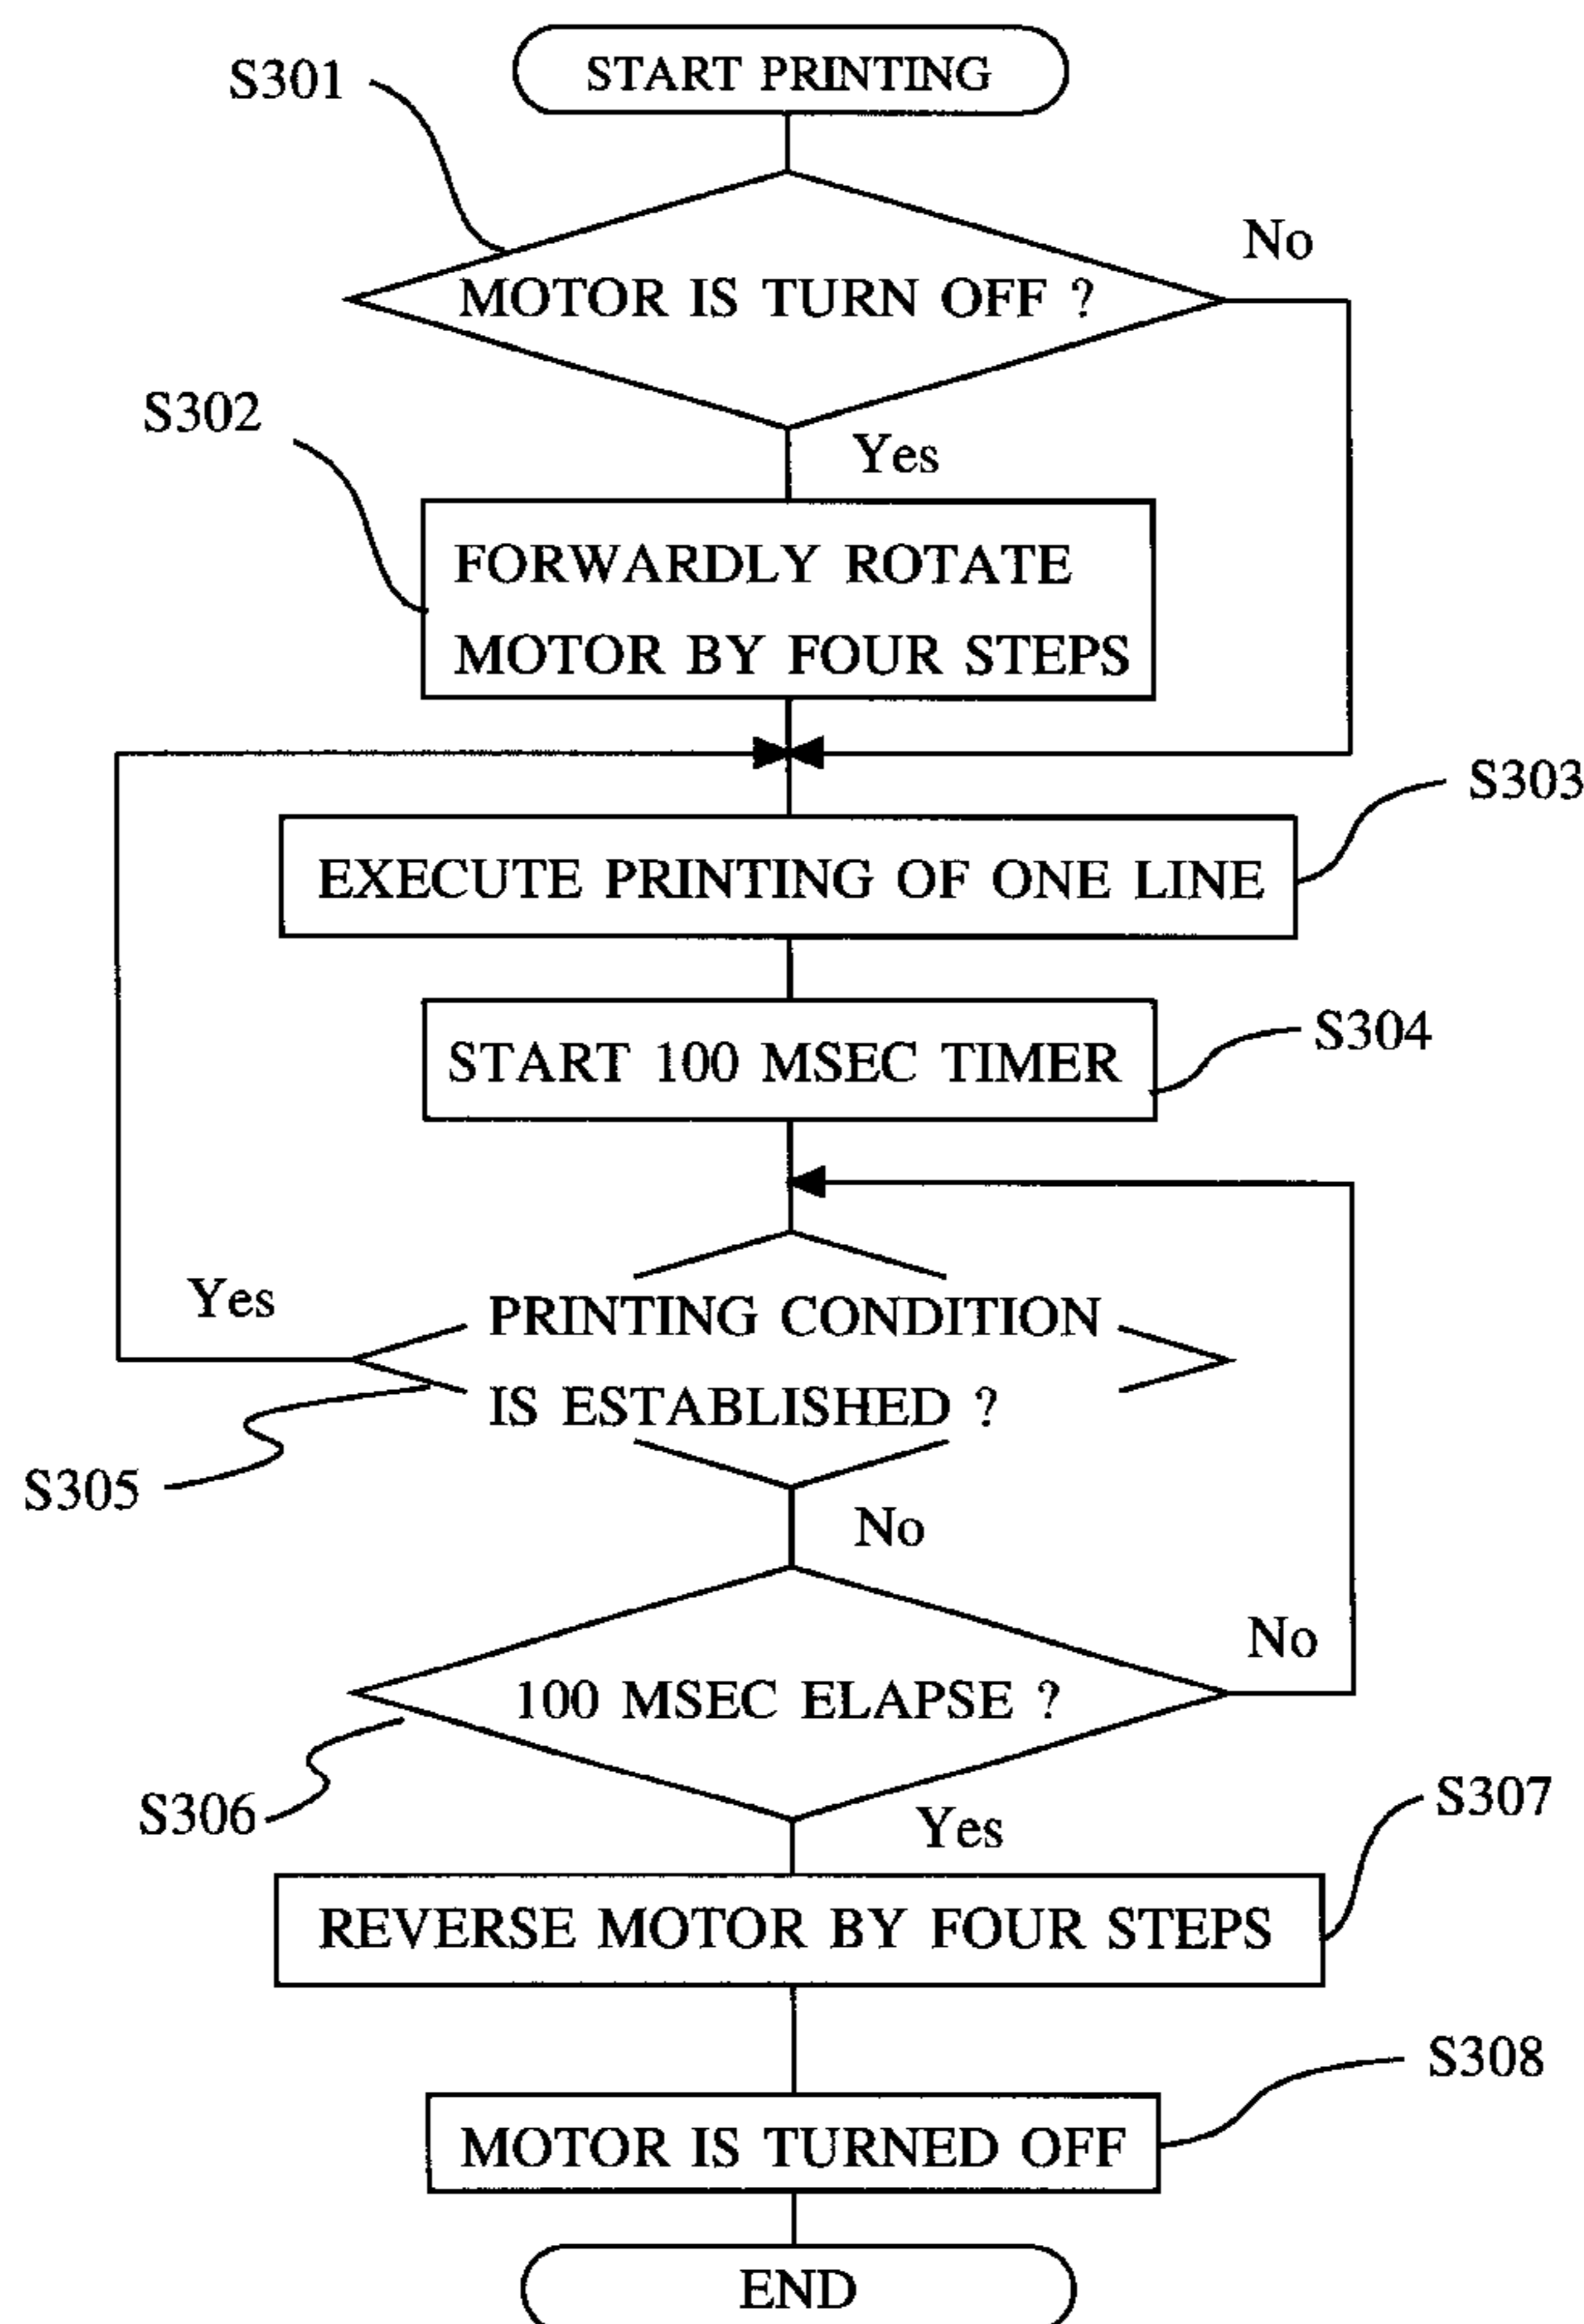 START PRINTING
S301
No
MOTOR IS TURN OFF ?
S302
Yes
FORWARDLY ROTATE
MOTOR BY FOUR STEPS
S303
EXECUTE PRINTING OF ONE LINE
S304
START 100 MSEC TIMER
Yes
PRINTING CONDITION
IS ESTABLISHED ?
S305
No
No
100 MSEC ELAPSE ?
S306
Yes
S307
REVERSE MOTOR BY FOUR STEPS
S308
MOTOR IS TURNED OFF
END